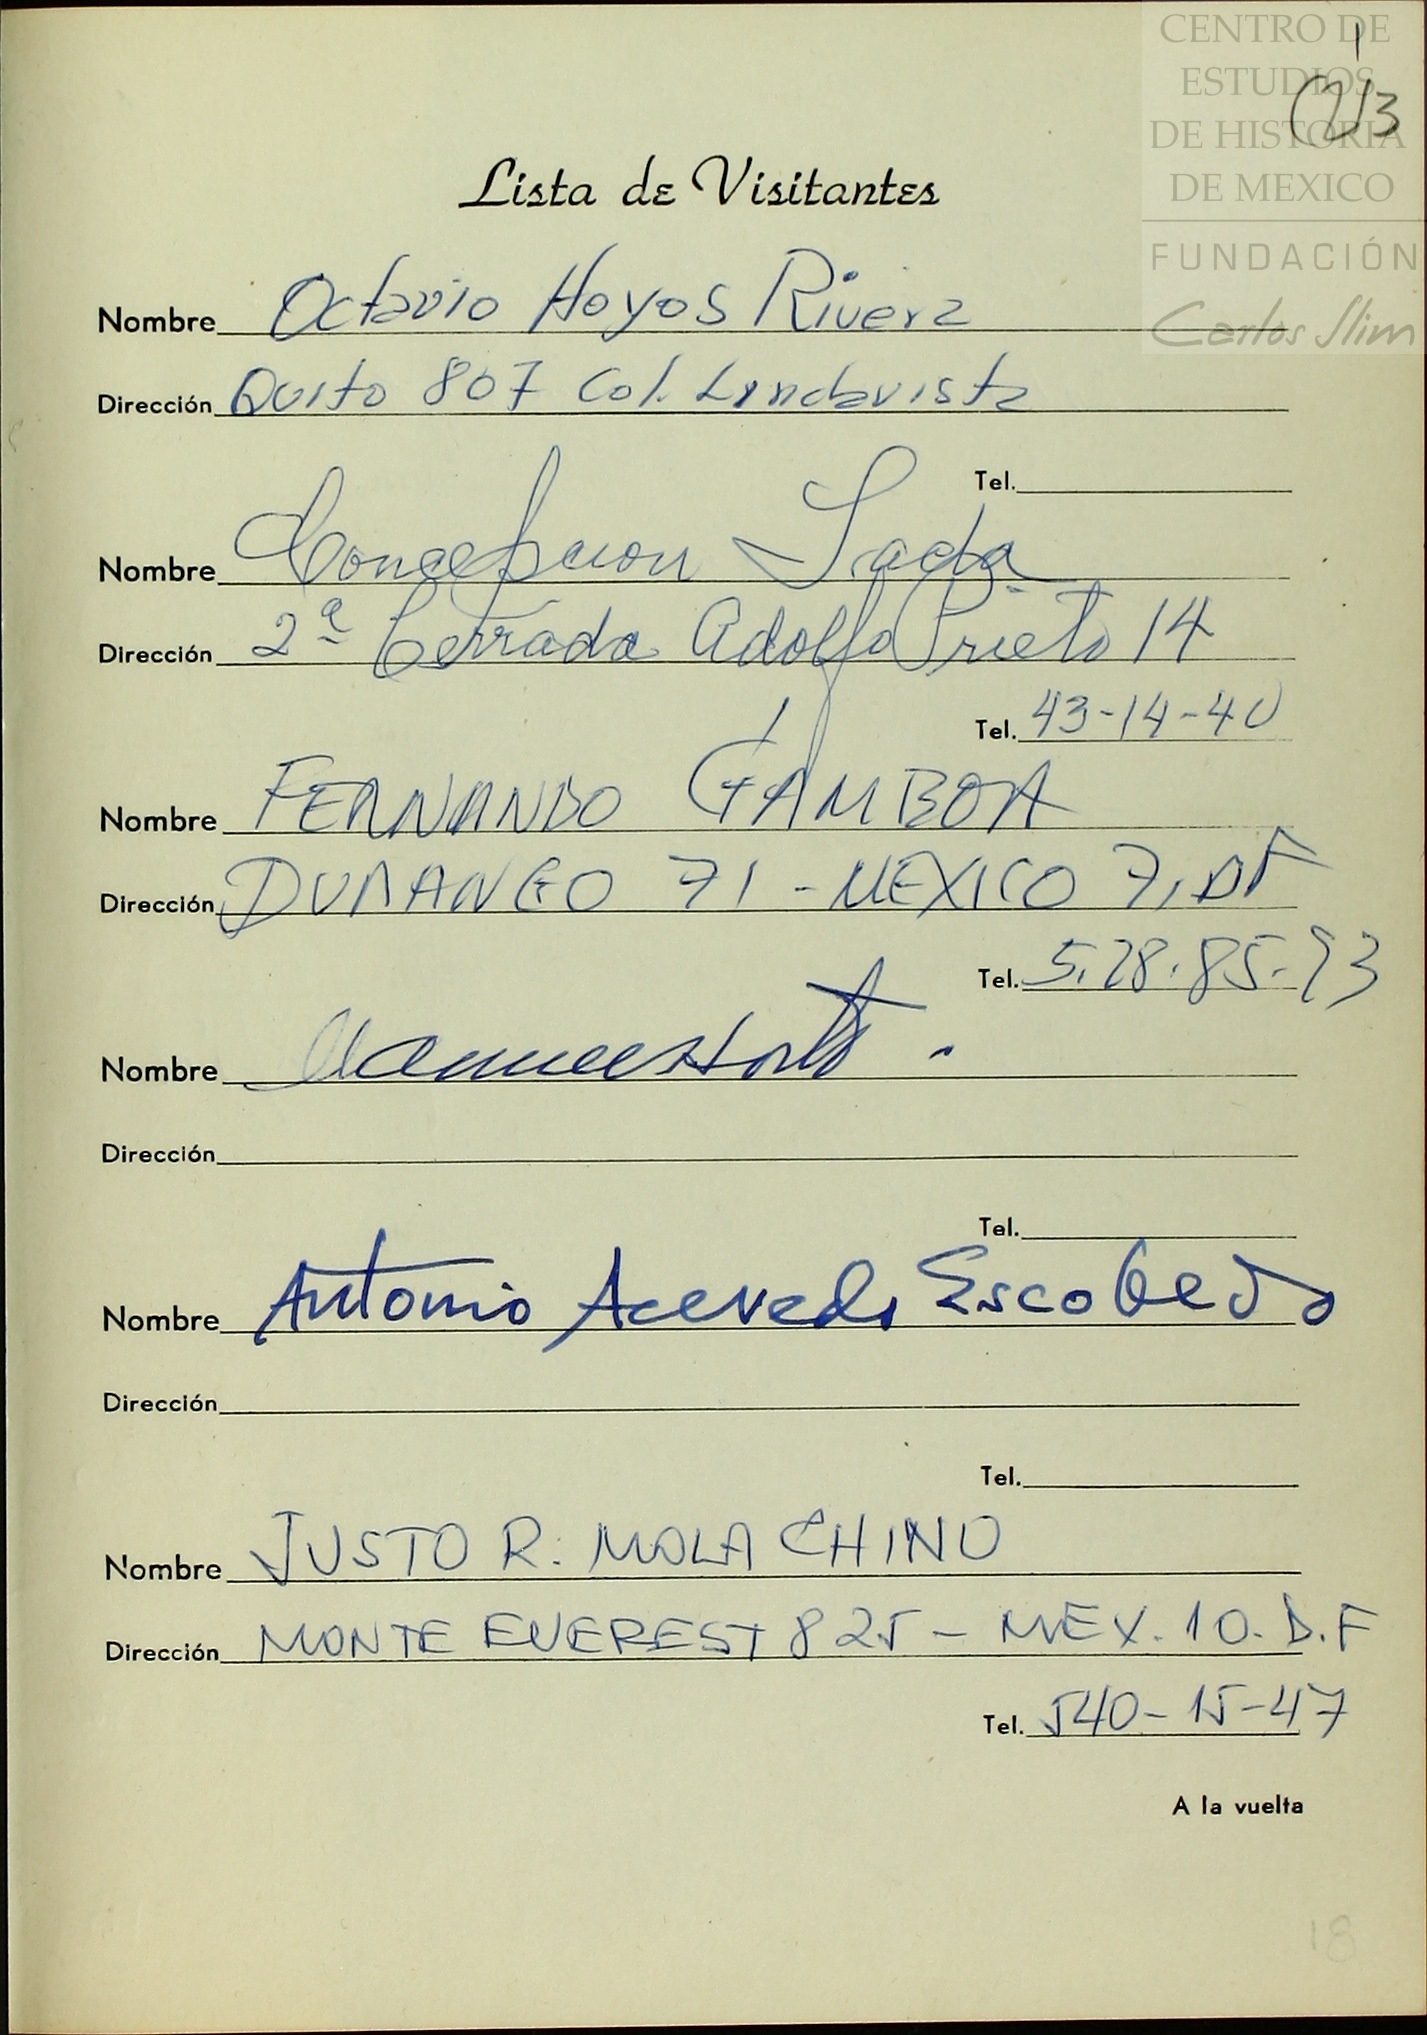 CENTRO DE
ESTUDIOS
DE HISTORIA
DE MEXICO
FUNDACIÓN
Carlos Slim
Lista de Visitantes
Nombre Octavio Hoyos Rivera
Dirección Quito 807 Col. Lindavista
Tel.
Nombre Concepcion Sada
Dirección 2ª Cerrada Adolfo Prieto 14
Tel. 43-14-40
Nombre FERNANDO GAMBOA
Dirección DURANGO 71 - MEXICO 7, DF
Tel. 5.28.85.93
Nombre
Dirección
Tel.
Nombre Antonio Acevedo Escobedo
Dirección
Tel.
Nombre JUSTO R. MOLACHINO
Dirección MONTE EVEREST 825 - MEX. 10. D.F
Tel. 540-15-47
A la vuelta
18